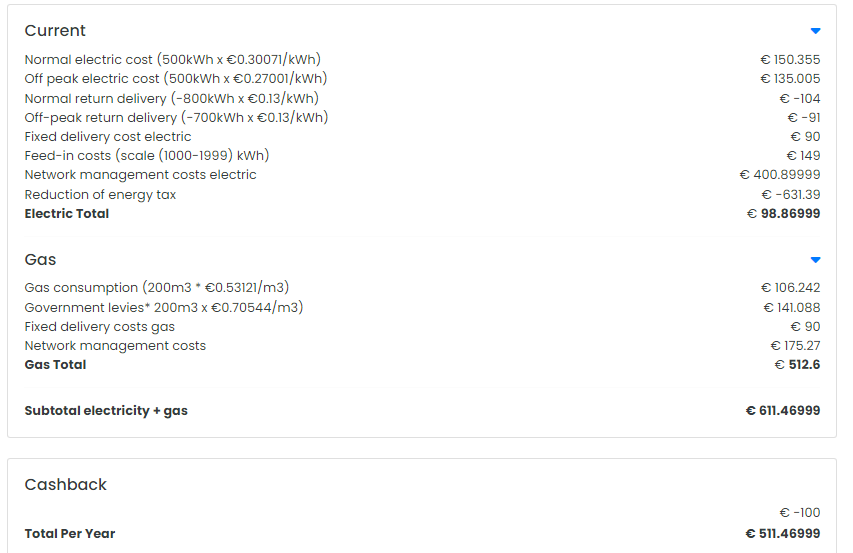 Current
Normal electric cost (500kWh x €0.30071/kWh) € 150.355
Off peak electric cost (500kWh x €0.27001/kWh) € 135.005
Normal return delivery (-800kWh x €0.13/kWh) € -104
Off-peak return delivery (-700kWh x €0.13/kWh) € -91
Fixed delivery cost electric € 90
Feed-in costs (scale (1000-1999) kWh) € 149
Network management costs electric € 400.89999
Reduction of energy tax € -631.39
Electric Total € 98.86999
Gas
Gas consumption (200m3 * €0.53121/m3) € 106.242
Government levies* 200m3 x €0.70544/m3) € 141.088
Fixed delivery costs gas € 90
Network management costs € 175.27
Gas Total € 512.6
Subtotal electricity + gas € 611.46999
Cashback
€ -100
Total Per Year € 511.46999